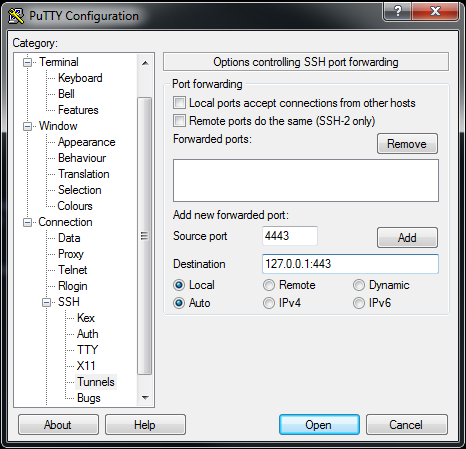 PuTTY Configuration
Category:
Terminal
Keyboard
Bell
Features
Window
Appearance
Behaviour
Translation
Selection
Colours
Connection
Data
Proxy
Telnet
Rlogin
SSH
Kex
Auth
TTY
X11
Tunnels
Bugs
Options controlling SSH port forwarding
Port forwarding
Local ports accept connections from other hosts
Remote ports do the same (SSH-2 only)
Forwarded ports:
Remove
Add new forwarded port:
Source port 4443 Add
Destination 127.0.0.1:443
Local Remote Dynamic
Auto IPv4 IPv6
About Help Open Cancel